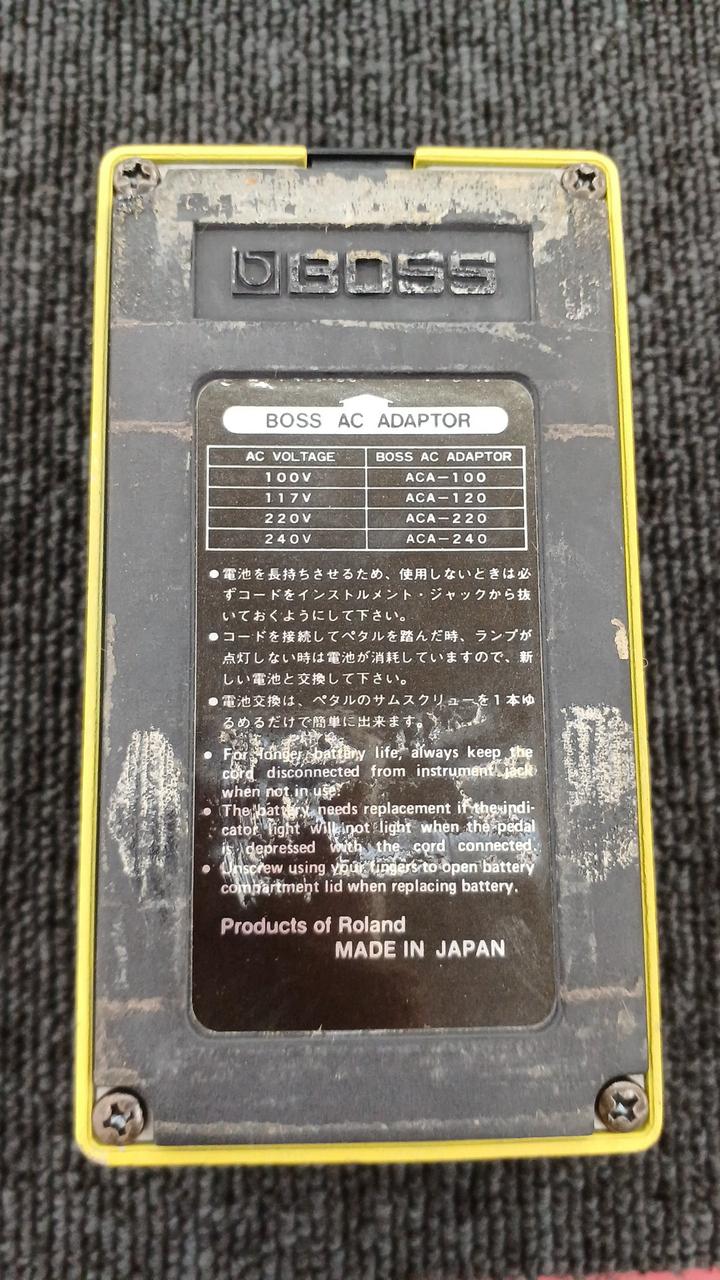 BOSS
BOSS AC ADAPTOR
AC VOLTAGE BOSS AC ADAPTOR
100V ACA-100
117V ACA-120
220V ACA-220
240V ACA-240
●電池を長持ちさせるため、使用しないときは必
ずコードをインストルメント・ジャックから抜
いておくようにして下さい。
●コードを接続してペタルを踏んだ時、ランプが
点灯しない時は電池が消耗していますので、新
しい電池と交換して下さい。
●電池交換は、ペタルのサムスクリューを1本ゆ
るめるだけで簡単に出来ます。
● For longer battery life, always keep the
cord disconnected from instrument jack
when not in use.
● The battery needs replacement if the indi-
cator light will not light when the pedal
is depressed with the cord connected.
● Unscrew using your fingers to open battery
compartment lid when replacing battery.
Products of Roland
MADE IN JAPAN